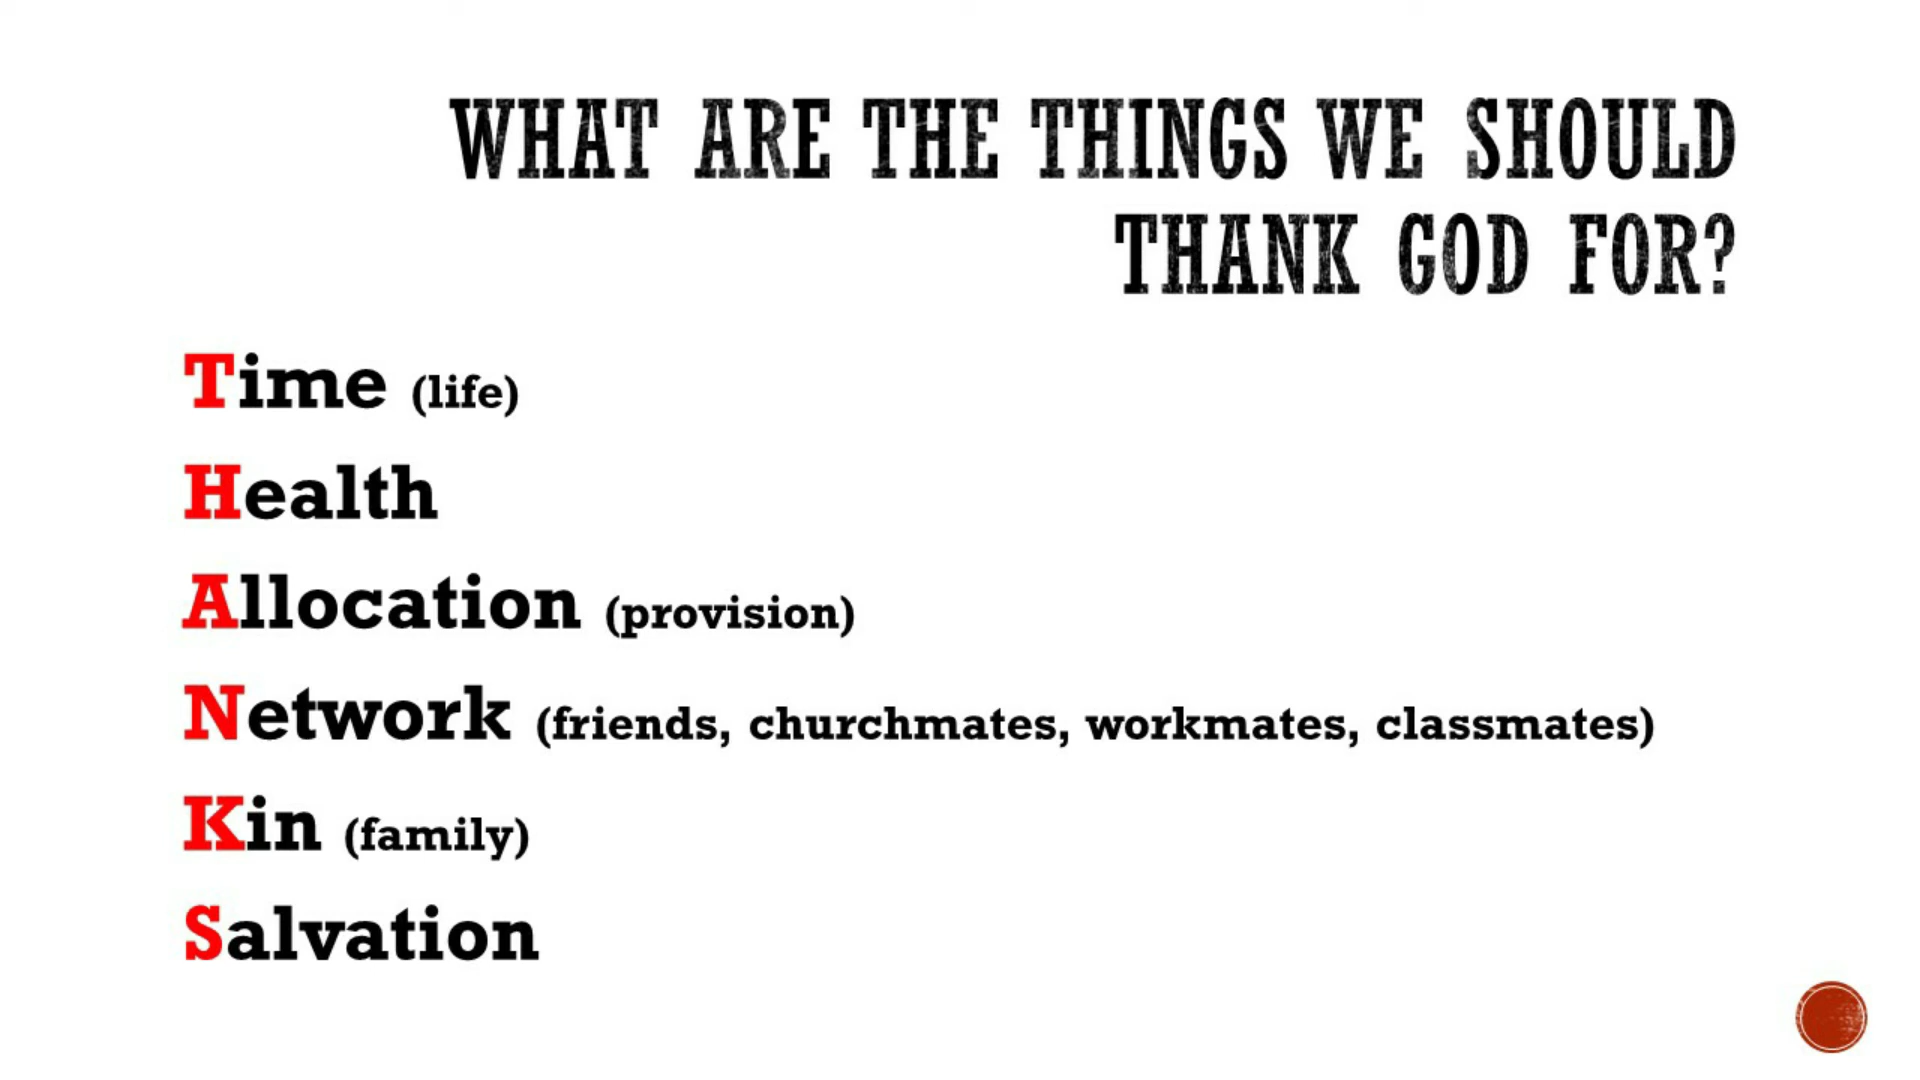 WHAT ARE THE THINGS WE SHOULD
THANK GOD FOR?
Time (life)
Health
Allocation (provision)
Network (friends, churchmates, workmates, classmates)
Kin (family)
Salvation